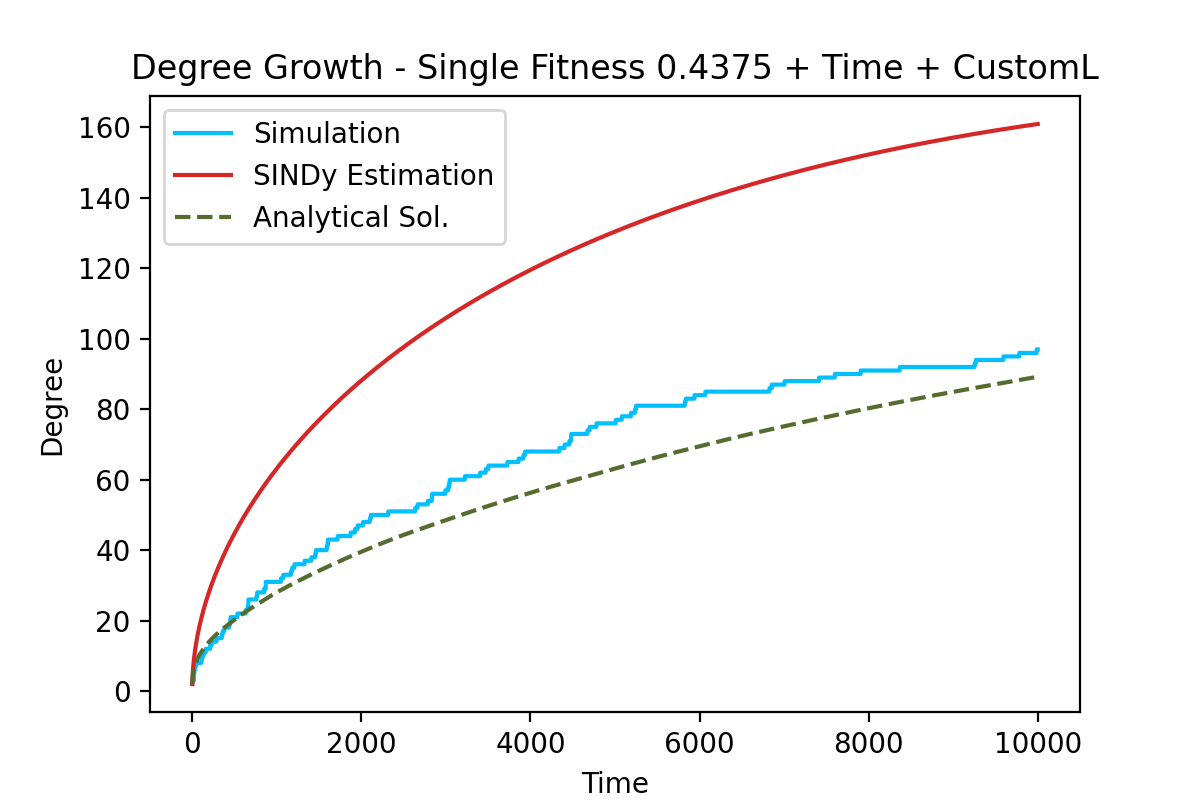 Degree Growth - Single Fitness 0.4375 + Time + CustomL
Simulation
SINDy Estimation
Analytical Sol.
160
140
120
100
80
60
40
20
0
Degree
0 2000 4000 6000 8000 10000
Time